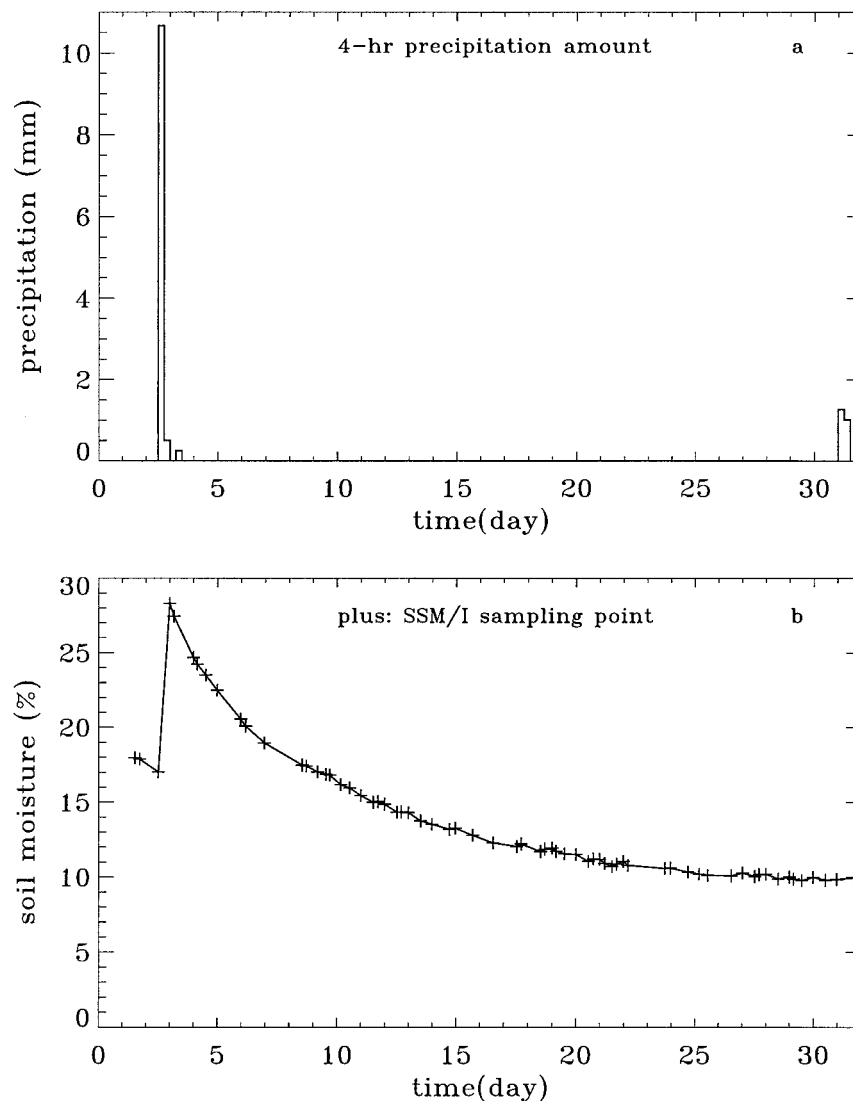 4-hr precipitation amount a
precipitation (mm)
10
8
6
4
2
0
0 5 10 15 20 25 30
time(day)
plus: SSM/I sampling point b
soil moisture (%)
30
25
20
15
10
5
0
0 5 10 15 20 25 30
time(day)